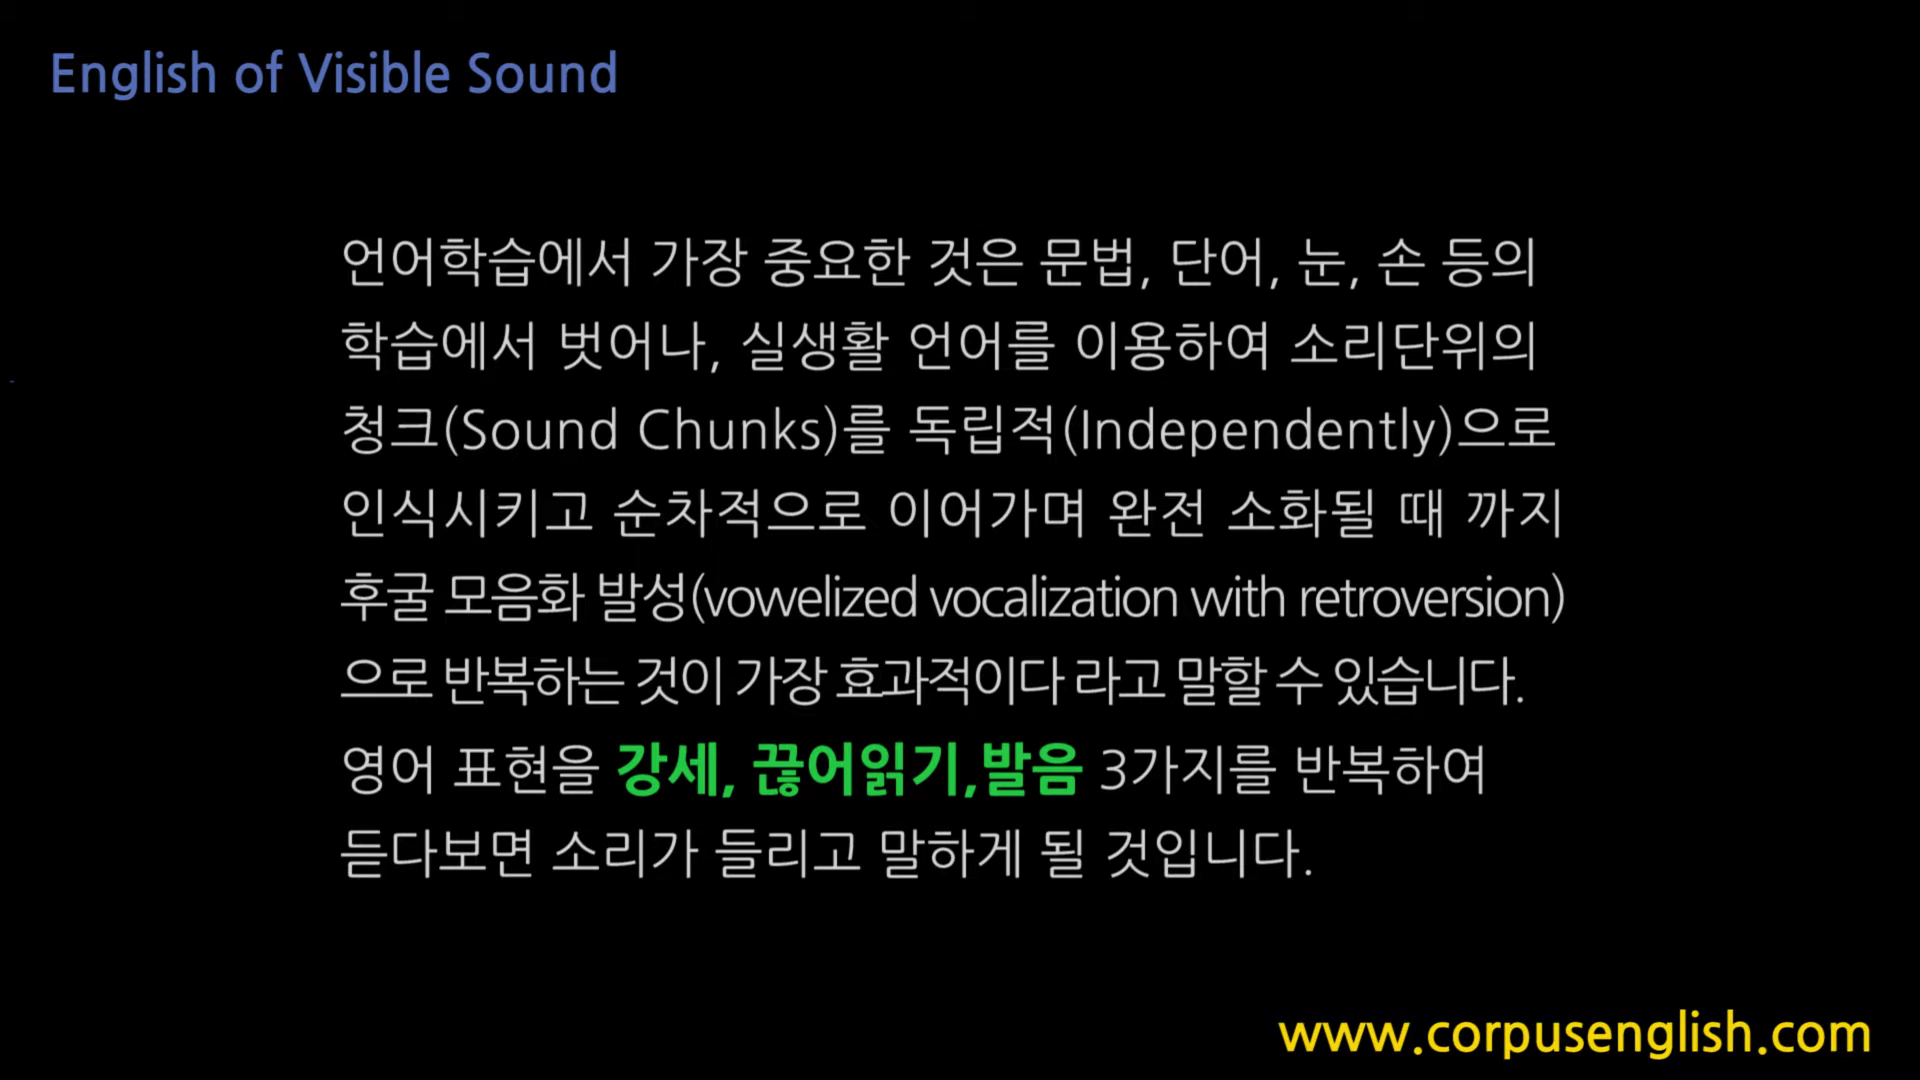 English of Visible Sound
언어학습에서 가장 중요한 것은 문법, 단어, 눈, 손 등의
학습에서 벗어나, 실생활 언어를 이용하여 소리단위의
청크(Sound Chunks)를 독립적(Independently)으로
인식시키고 순차적으로 이어가며 완전 소화될 때 까지
후굴 모음화 발성(vowelized vocalization with retroversion)
으로 반복하는 것이 가장 효과적이다 라고 말할 수 있습니다.
영어 표현을 강세, 끊어읽기,발음 3가지를 반복하여
듣다보면 소리가 들리고 말하게 될 것입니다.
www.corpusenglish.com